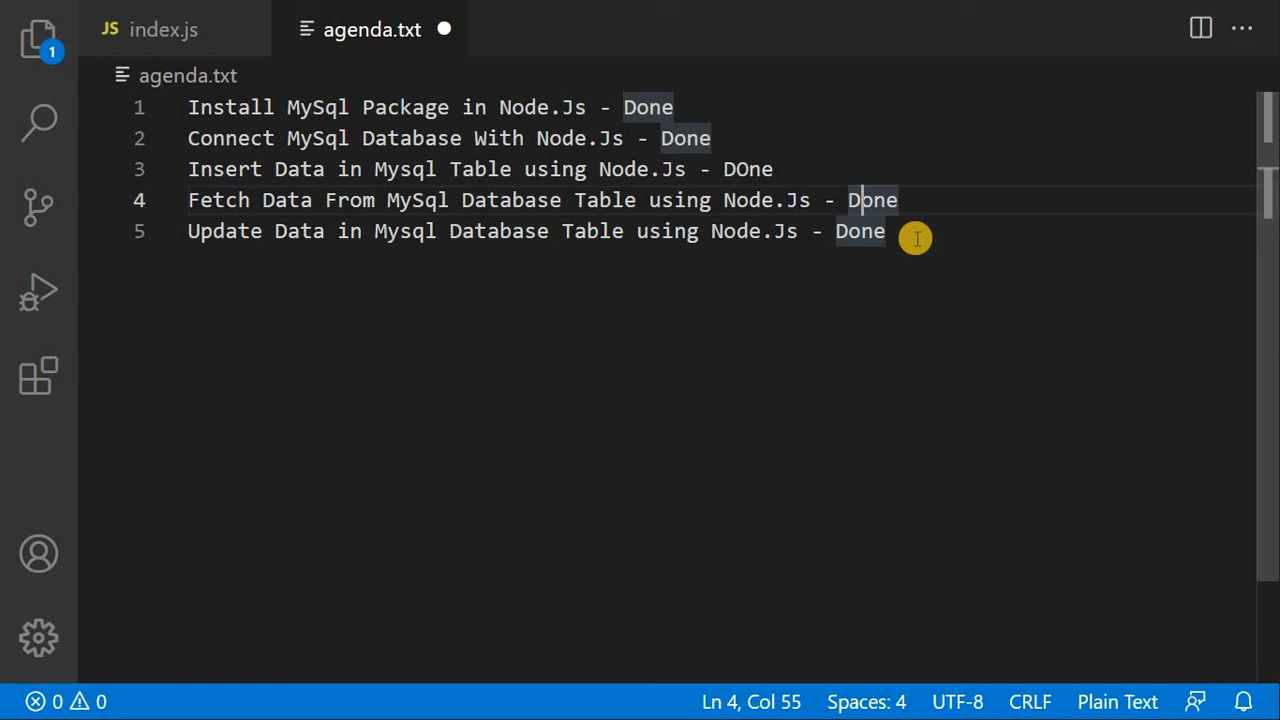 JS index.js
agenda.txt
1
agenda.txt
1 Install MySql Package in Node.Js - Done
2 Connect MySql Database With Node.Js - Done
3 Insert Data in Mysql Table using Node.Js - DOne
4 Fetch Data From MySql Database Table using Node.Js - Done
5 Update Data in Mysql Database Table using Node.Js - Done
0 0 Ln 4, Col 55 Spaces: 4 UTF-8 CRLF Plain Text